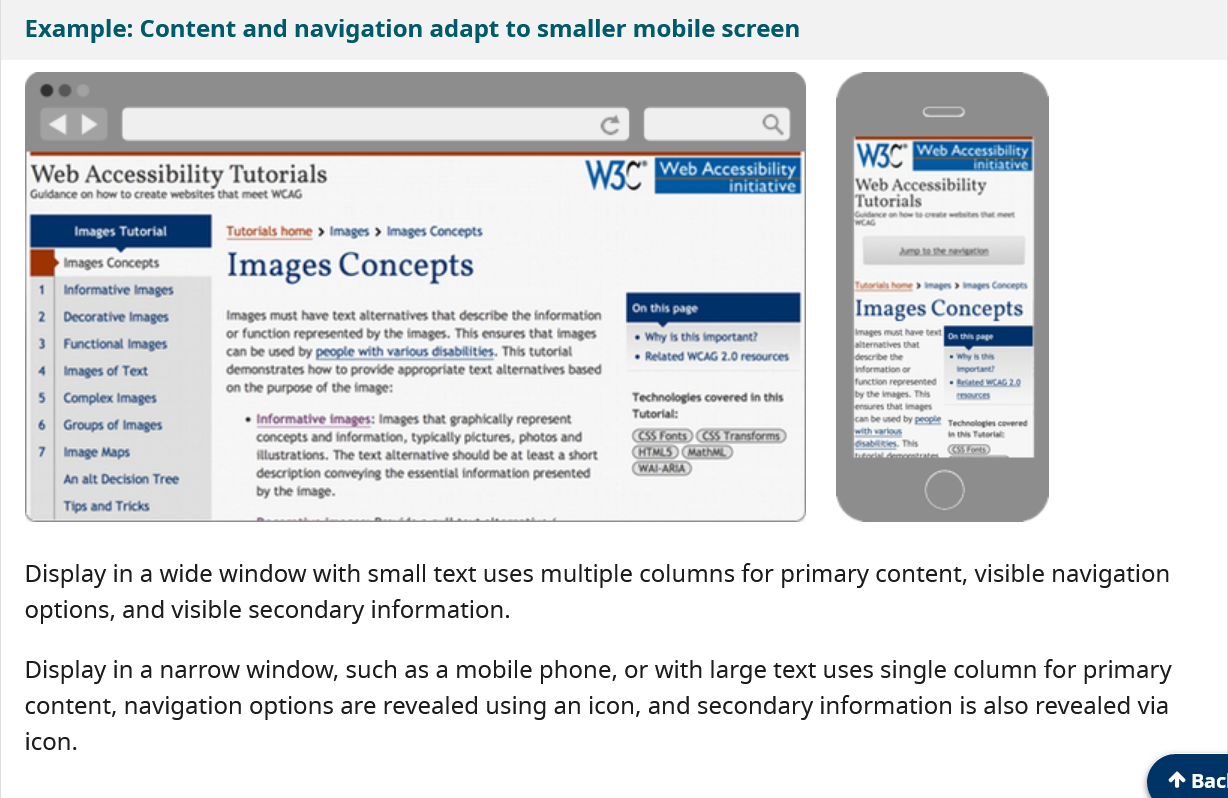 Example: Content and navigation adapt to smaller mobile screen
Web Accessibility Tutorials
Guidance on how to create websites that meet WCAG
W3C®
Web Accessibility
initiative
Images Tutorial
Images Concepts
1 Informative Images
2 Decorative Images
3 Functional Images
4 Images of Text
5 Complex Images
6 Groups of Images
7 Image Maps
An alt Decision Tree
Tips and Tricks
Tutorials home > Images > Images Concepts
Images Concepts
Images must have text alternatives that describe the information
or function represented by the images. This ensures that images
can be used by people with various disabilities. This tutorial
demonstrates how to provide appropriate text alternatives based
on the purpose of the image:
• Informative images: Images that graphically represent
concepts and information, typically pictures, photos and
illustrations. The text alternative should be at least a short
description conveying the essential information presented
by the image.
On this page
• Why is this important?
• Related WCAG 2.0 resources
Technologies covered in this
Tutorial:
CSS Fonts CSS Transforms
HTML5 MathML
WAI-ARIA
W3C®
Web Accessibility
initiative
Web Accessibility
Tutorials
Guidance on how to create websites that meet
WCAG
Jump to the navigation
Tutorials home > Images > Images Concepts
Images Concepts
Images must have text
alternatives that
describe the
information or
function represented
by the images. This
ensures that images
can be used by people
with various
disabilities. This
tutorial demonstrates
On this page
• Why is this
important?
• Related WCAG 2.0
resources
Technologies covered
in this Tutorial:
CSS Fonts
Display in a wide window with small text uses multiple columns for primary content, visible navigation
options, and visible secondary information.
Display in a narrow window, such as a mobile phone, or with large text uses single column for primary
content, navigation options are revealed using an icon, and secondary information is also revealed via
icon.
Bac